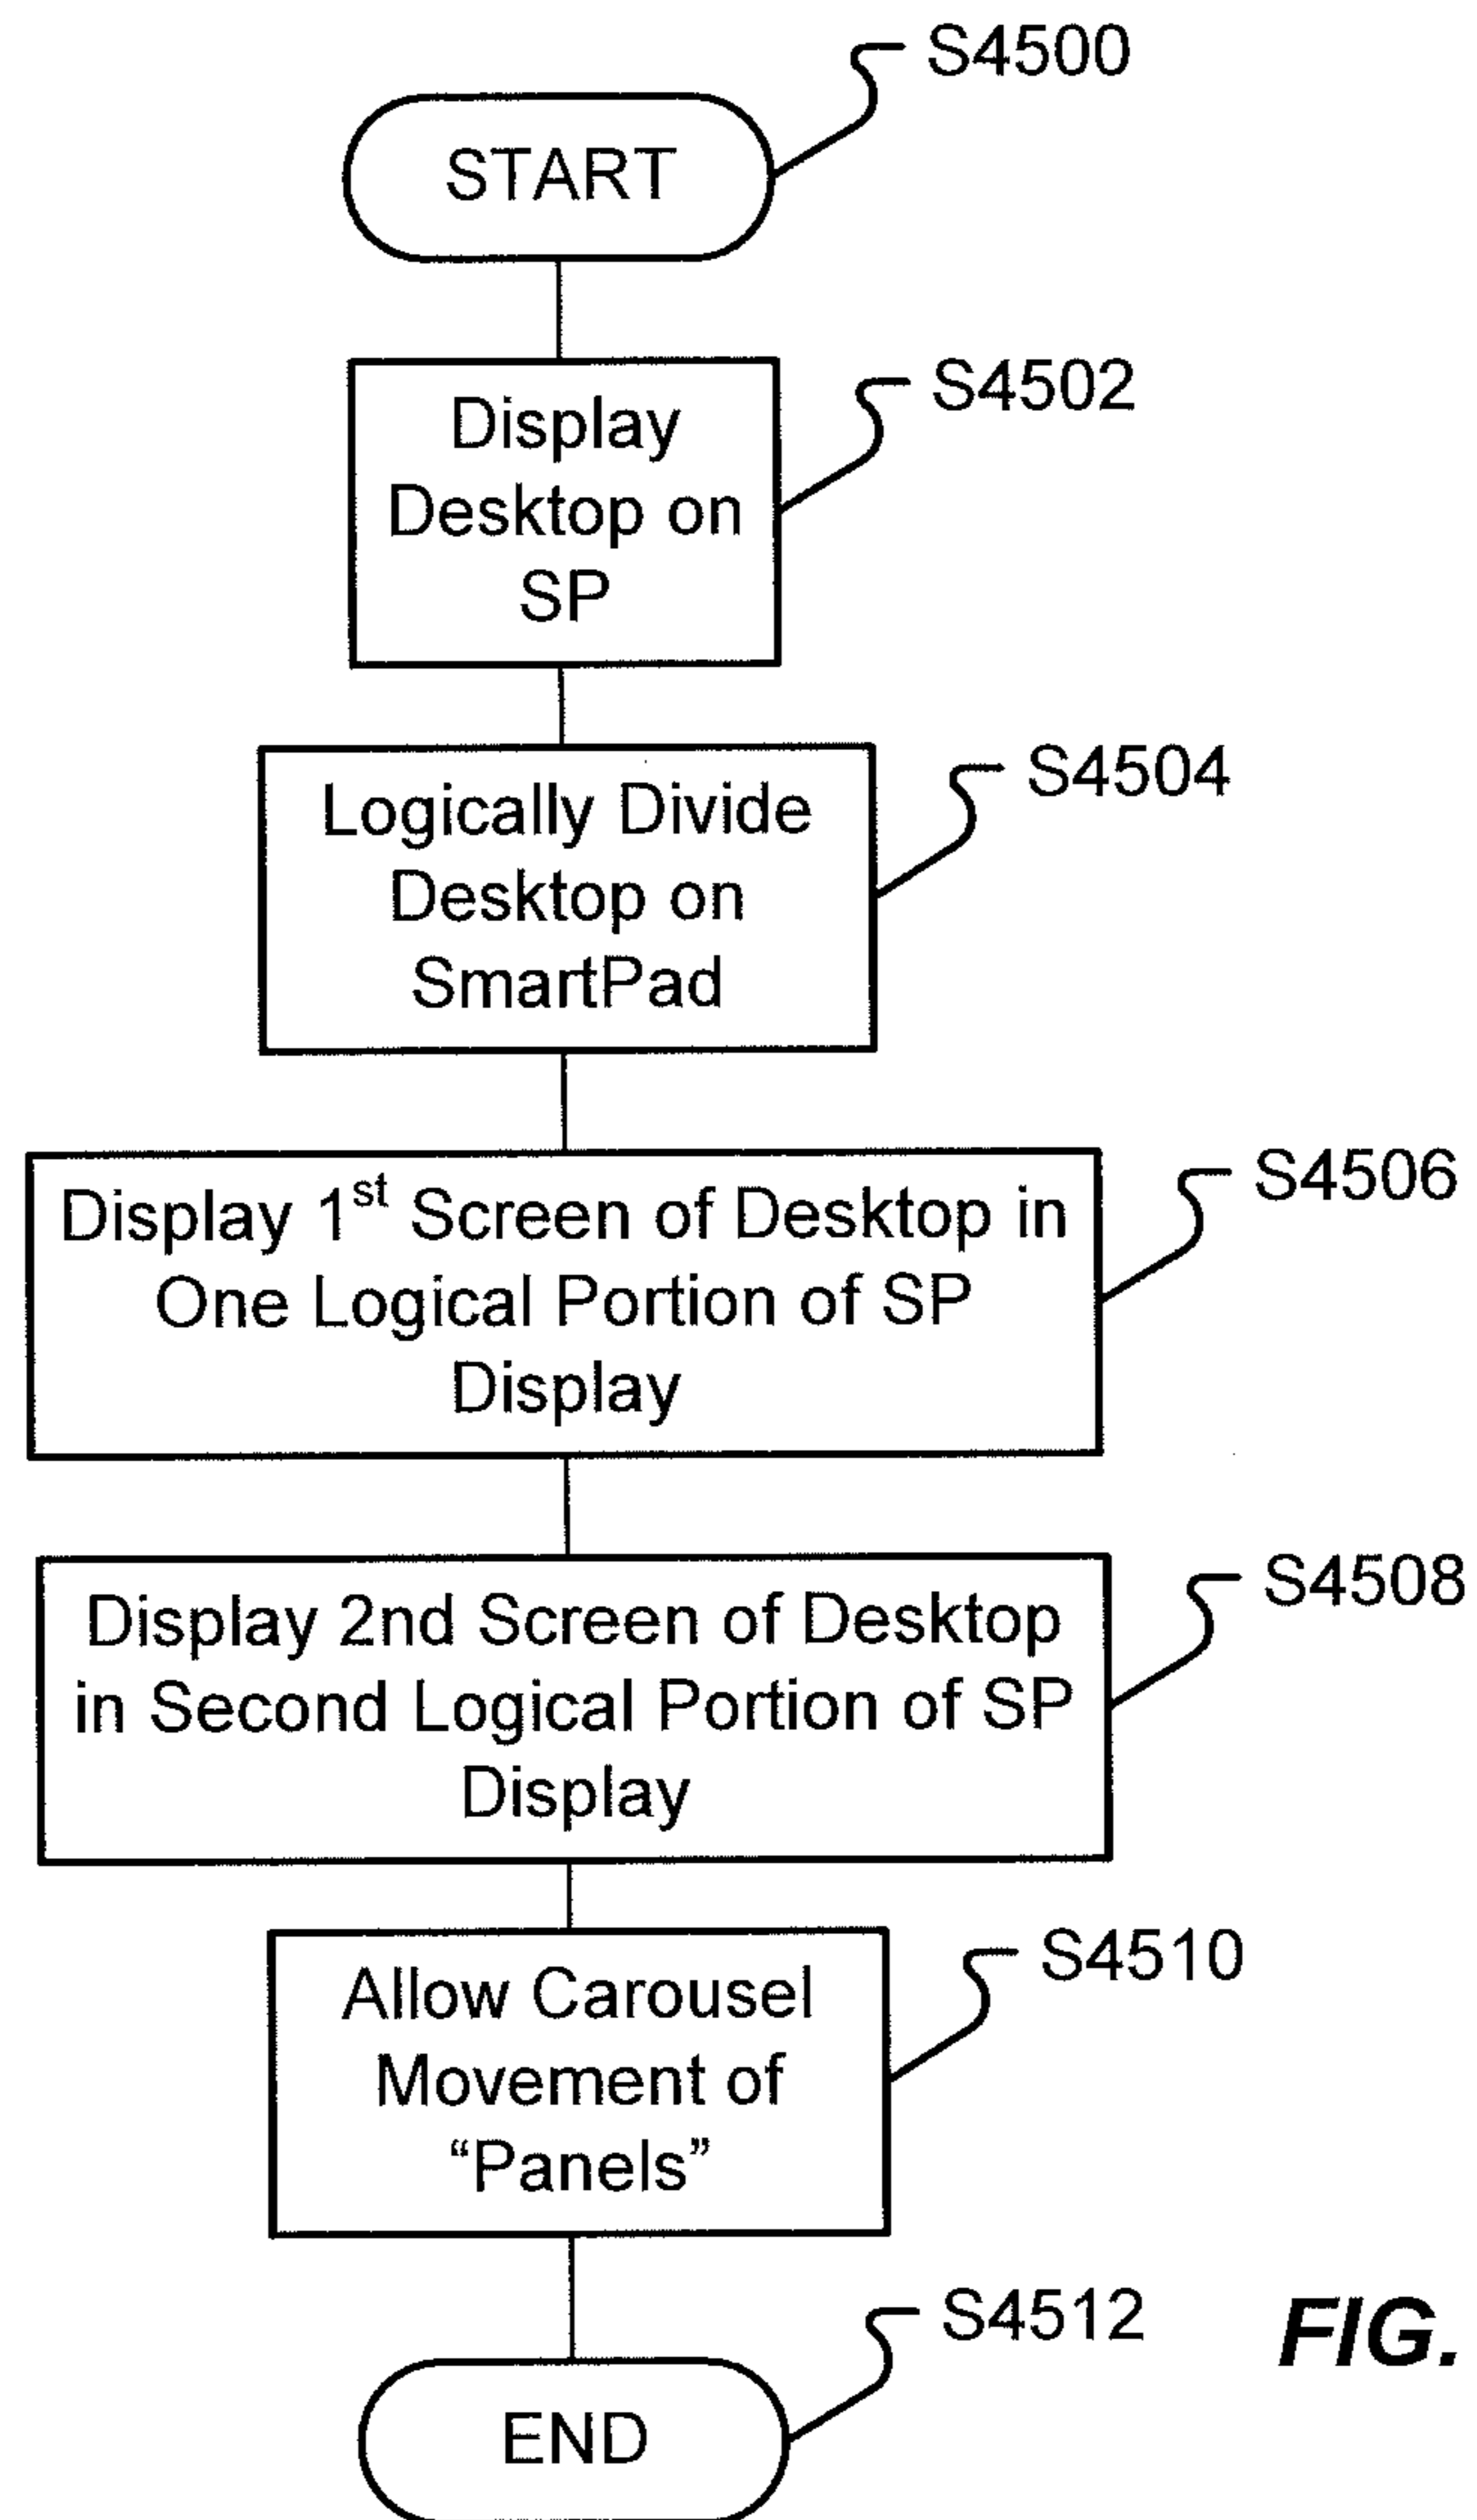 S4500
START
S4502
Display
Desktop on
SP
S4504
Logically Divide
Desktop on
SmartPad
S4506
Display 1st Screen of Desktop in
One Logical Portion of SP
Display
S4508
Display 2nd Screen of Desktop
in Second Logical Portion of SP
Display
S4510
Allow Carousel
Movement of
“Panels”
S4512
END
FIG.